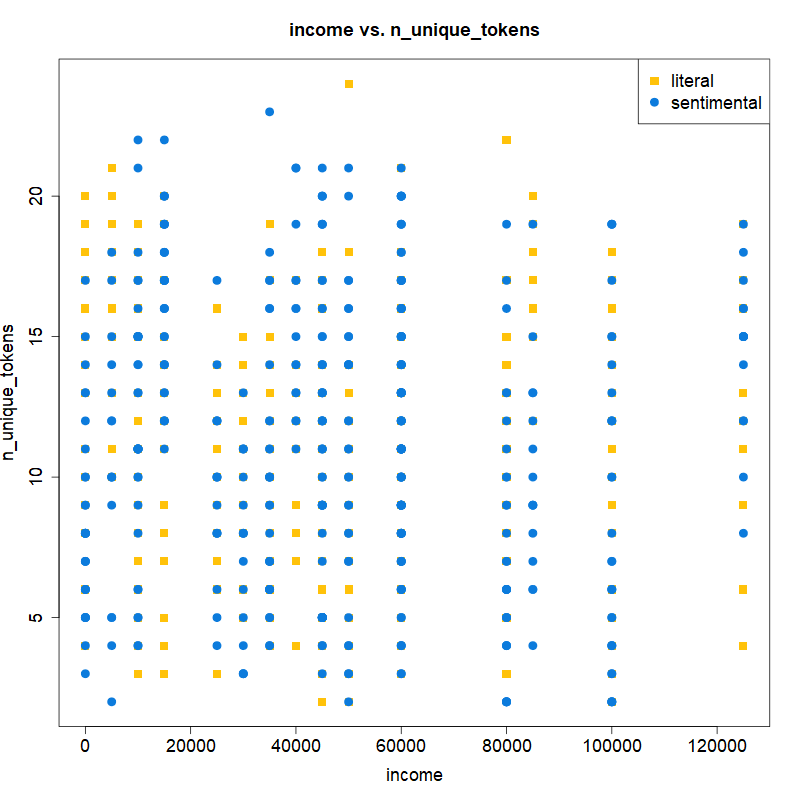 income vs. n_unique_tokens
literal
sentimental
n_unique_tokens
20
15
10
5
0 20000 40000 60000 80000 100000 120000
income